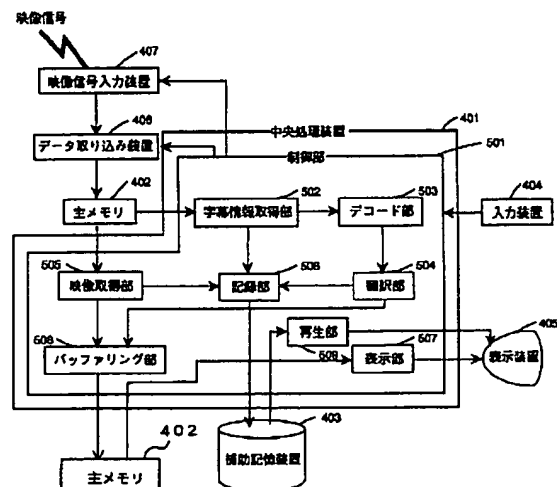 映像信号
407
映像信号入力装置
406
データ取り込み装置
中央処理装置
401
制御部
501
402
主メモリ
502
字幕情報取得部
503
デコード部
404
入力装置
505
映像取得部
記録部
504
翻訳部
バッファリング部
再生部
509
507
表示部
405
表示装置
402
主メモリ
403
補助記憶装置